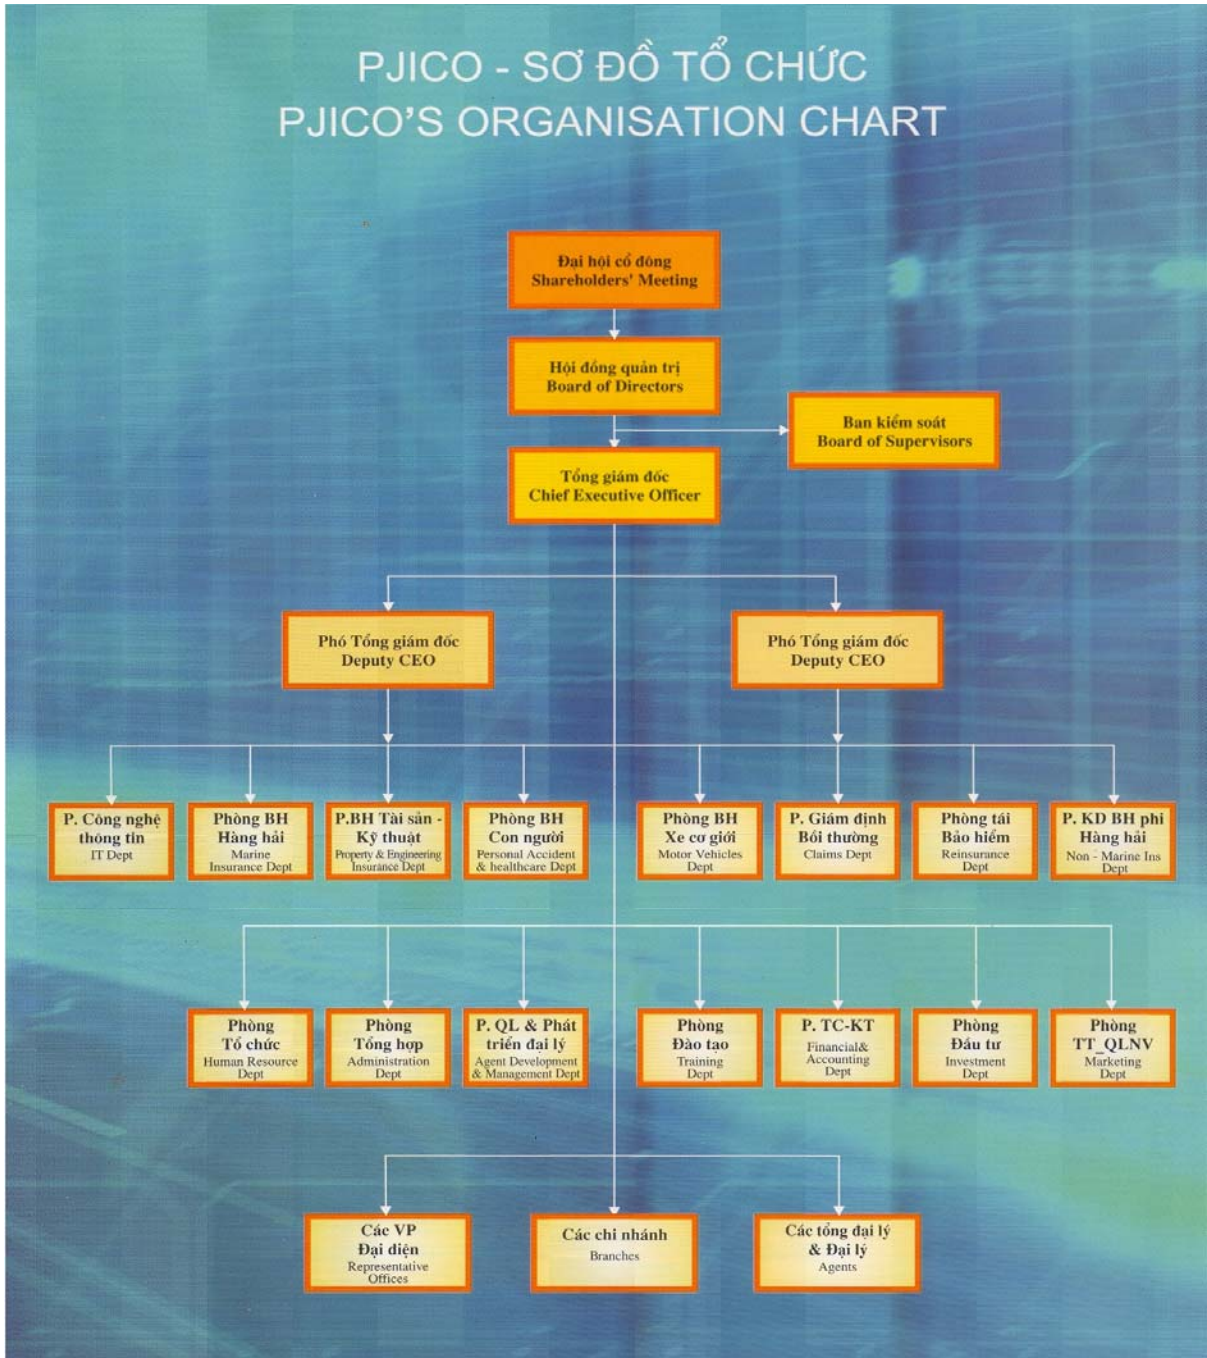 PJICO - SƠ ĐỒ TỔ CHỨC
PJICO'S ORGANISATION CHART
Đại hội cổ đông
Shareholders' Meeting
Hội đồng quản trị
Board of Directors
Ban kiểm soát
Board of Supervisors
Tổng giám đốc
Chief Executive Officer
Phó Tổng giám đốc
Deputy CEO
Phó Tổng giám đốc
Deputy CEO
P. Công nghệ
thông tin
IT Dept
Phòng BH
Hàng hải
Marine
Insurance Dept
P.BH Tài sản -
Kỹ thuật
Property & Engineering
Insurance Dept
Phòng BH
Con người
Personal Accident
& healthcare Dept
Phòng BH
Xe cơ giới
Motor Vehicles
Dept
P. Giám định
Bồi thường
Claims Dept
Phòng tái
Bảo hiểm
Reinsurance
Dept
P. KD BH phi
Hàng hải
Non - Marine Ins
Dept
Phòng
Tổ chức
Human Resource
Dept
Phòng
Tổng hợp
Administration
Dept
P. QL & Phát
triển đại lý
Agent Development
& Management Dept
Phòng
Đào tạo
Training
Dept
P. TC-KT
Financial&
Accounting
Dept
Phòng
Đầu tư
Investment
Dept
Phòng
TT_QLNV
Marketing
Dept
Các VP
Đại diện
Representative
Offices
Các chi nhánh
Branches
Các tổng đại lý
& Đại lý
Agents